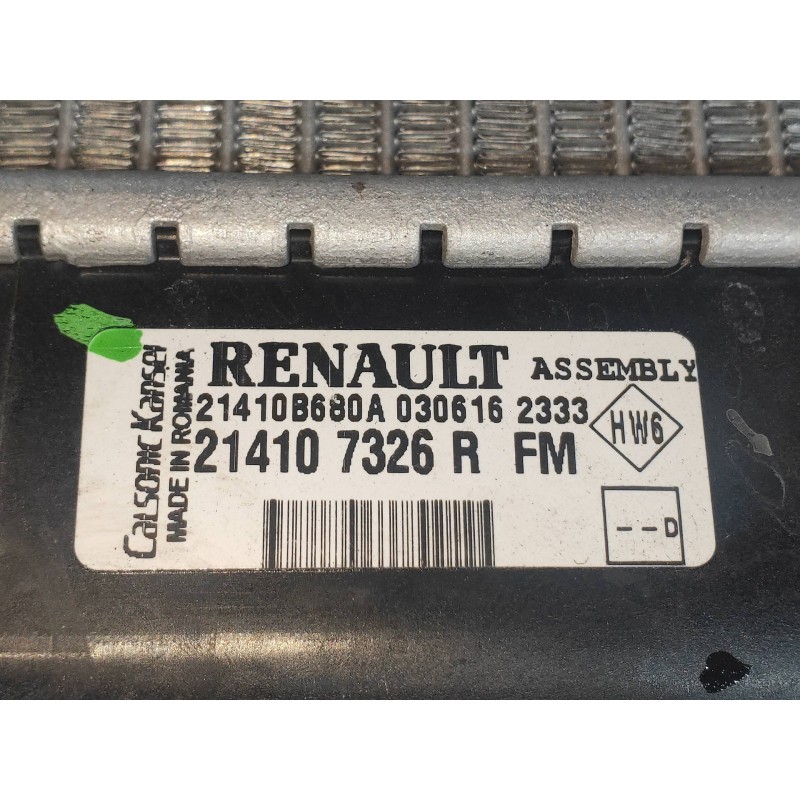 RENAULT ASSEMBLY
21410B680A 030616 2333
21410 7326 R FM
HW6
--D
Calsonic Kansei
MADE IN ROMANIA